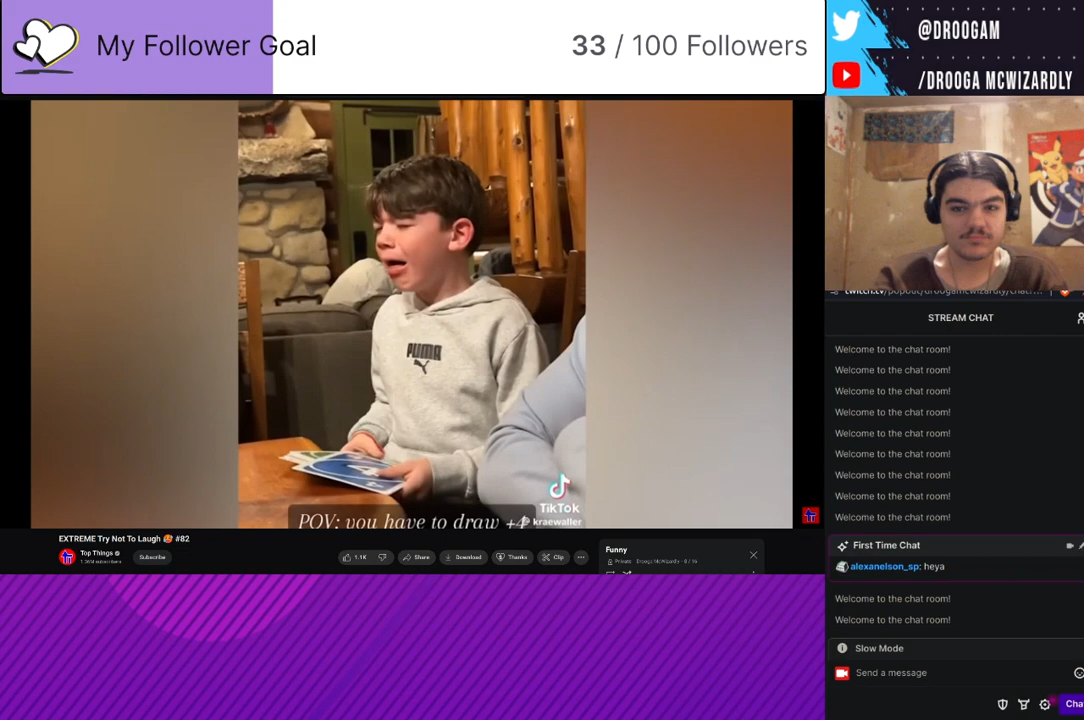 My Follower Goal
33 / 100 Followers
@DROOGAM
/DROOGA MCWIZARDLY
PUMA
POV: you have to draw +4
TikTok
kraewaller
EXTREME Try Not To Laugh 🥵 #82
Top Things
Subscribe
1.1K
Share
Download
Thanks
Clip
Funny
Private
STREAM CHAT
Welcome to the chat room!
Welcome to the chat room!
Welcome to the chat room!
Welcome to the chat room!
Welcome to the chat room!
Welcome to the chat room!
Welcome to the chat room!
Welcome to the chat room!
Welcome to the chat room!
First Time Chat
alexanelson_sp: heya
Welcome to the chat room!
Welcome to the chat room!
Slow Mode
Send a message
Cha